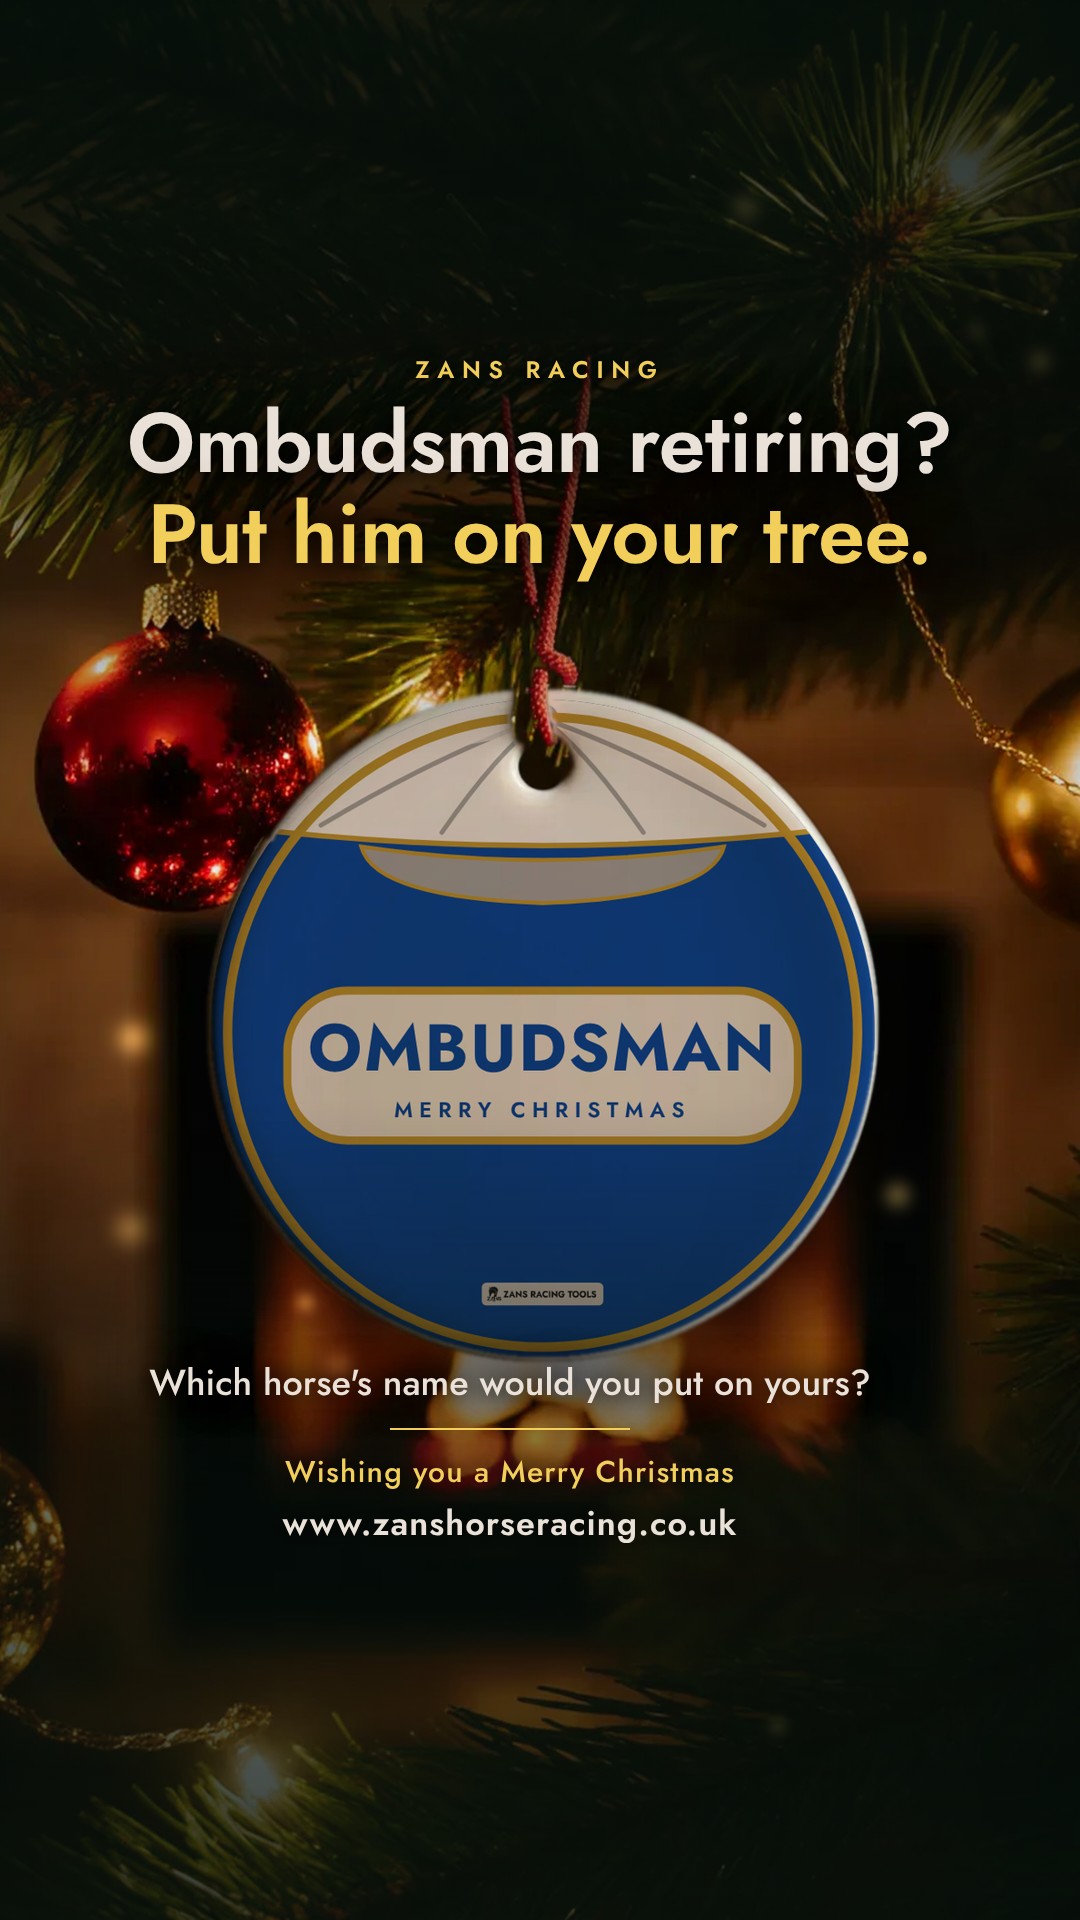 ZANS RACING
Ombudsman retiring?
Put him on your tree.
OMBUDSMAN
MERRY CHRISTMAS
ZANS RACING TOOLS
Which horse's name would you put on yours?
Wishing you a Merry Christmas
www.zanshorseracing.co.uk